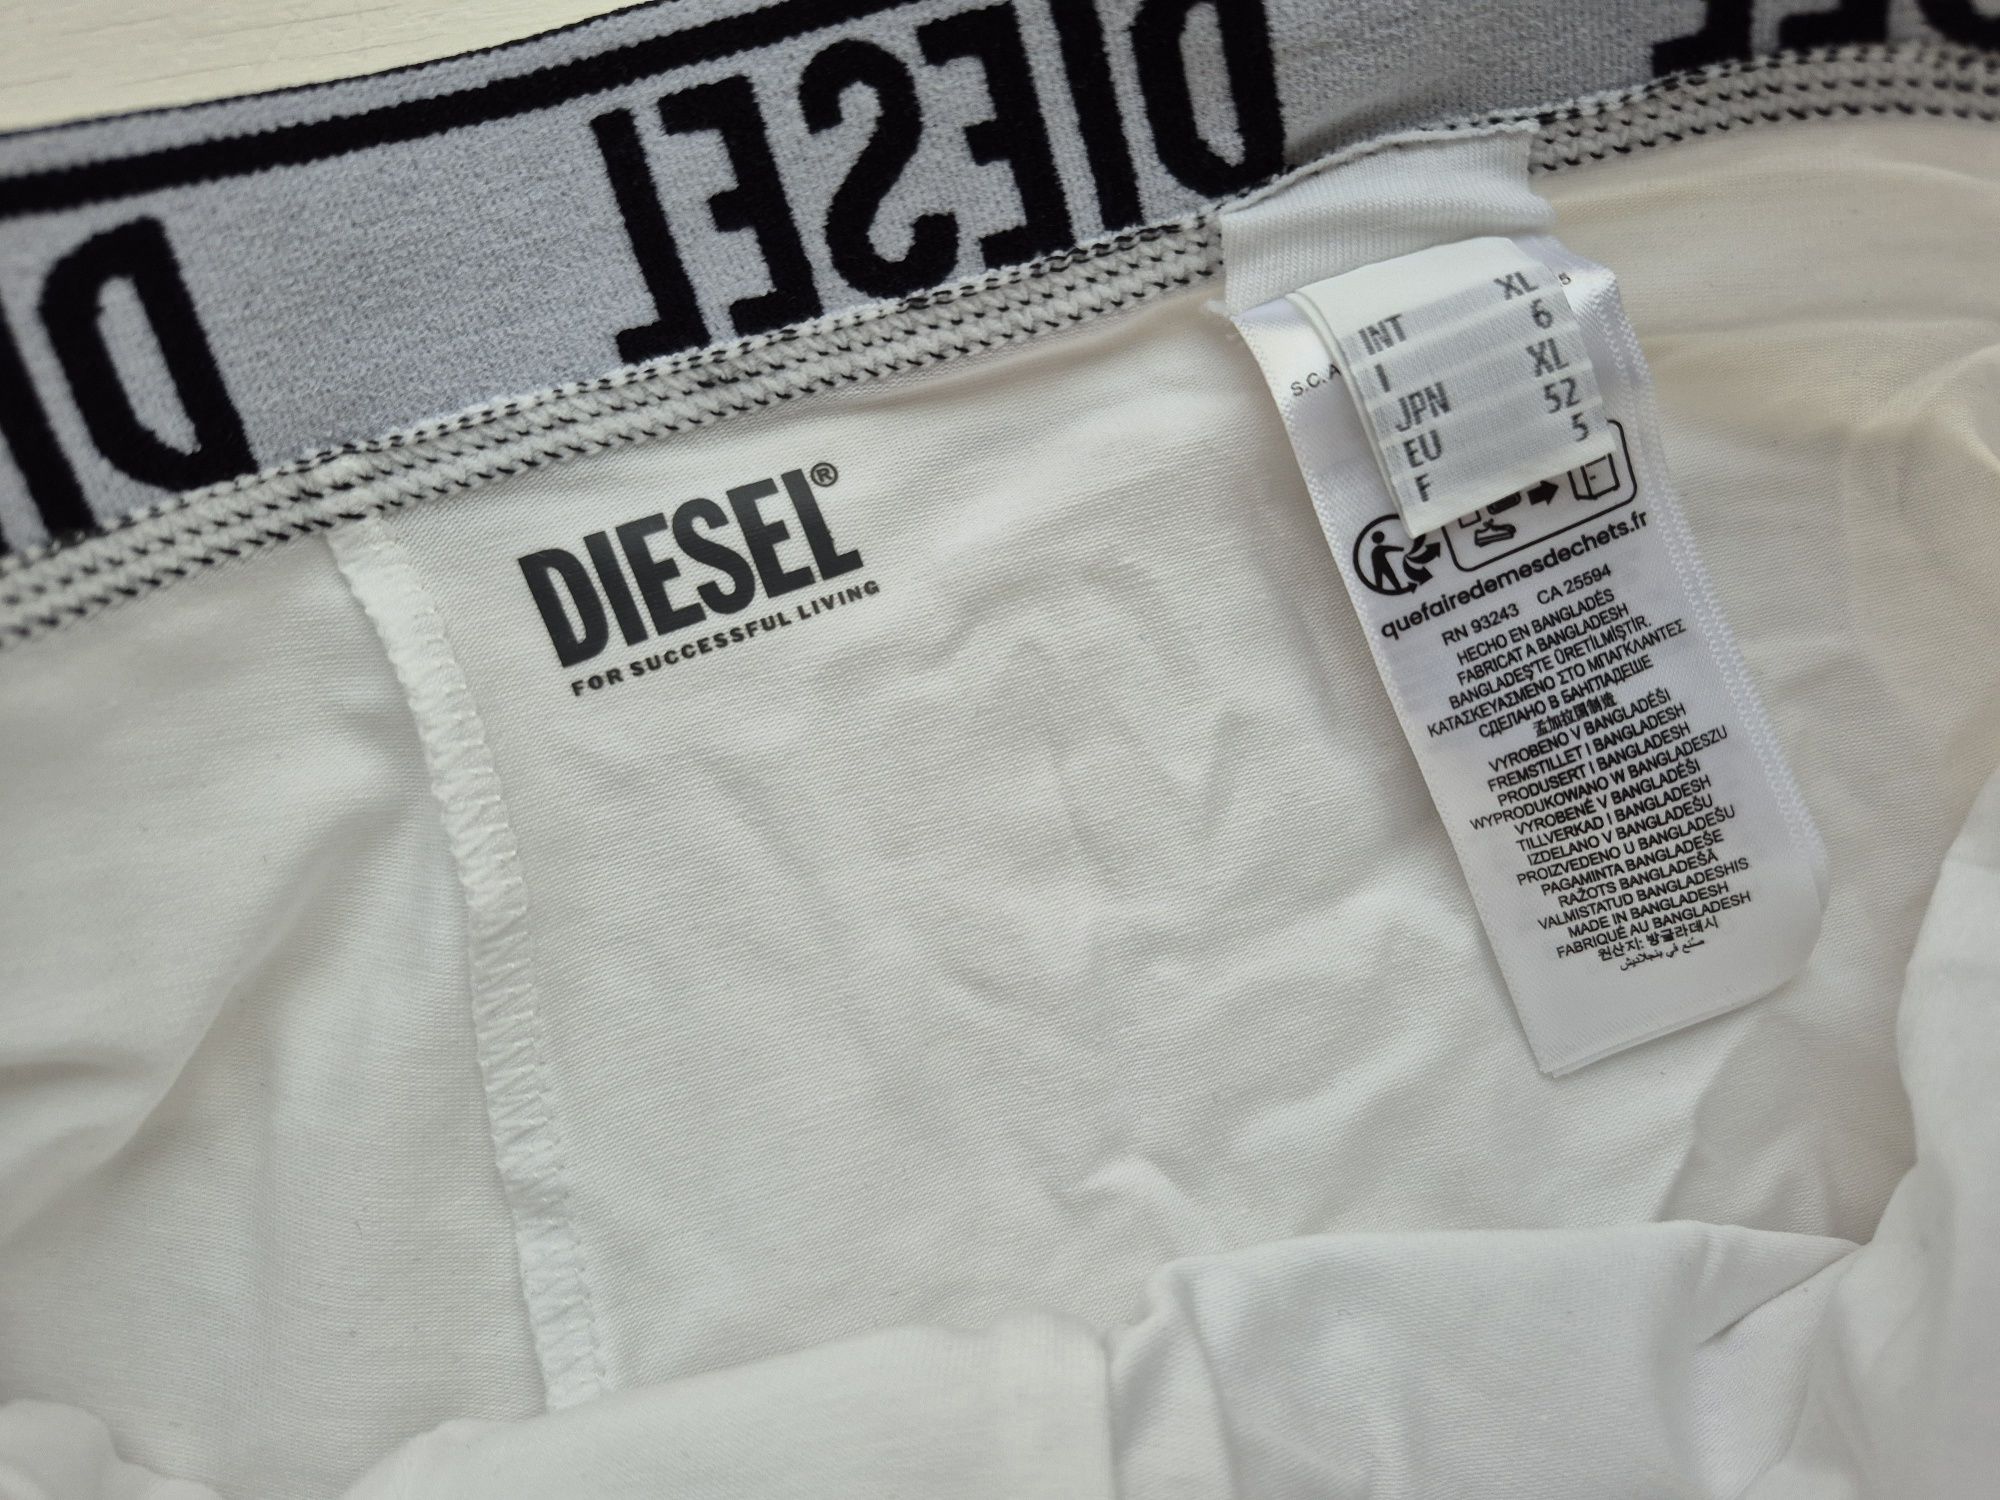 DIESEL
DIESEL®
FOR SUCCESSFUL LIVING
INT XL
I 6
JPN XL
EU 52
F 5
S.C.
quefairedemesdechets.fr
RN 93243 CA 25594
HECHO EN BANGLADÉS
FABRICAT A BANGLADESH
BANGLADEŞ'TE ÜRETİLMİŞTİR.
ΚΑΤΑΣΚΕΥΑΣΜΕΝΟ ΣΤΟ ΜΠΑΓΚΛΑΝΤΕΣ
СДЕЛАНО В БАНГЛАДЕШЕ
孟加拉国制造
VYROBENO V BANGLADÉŠI
FREMSTILLET I BANGLADESH
PRODUSERT I BANGLADESH
WYPRODUKOWANO W BANGLADESZU
VYROBENÉ V BANGLADÉŠI
TILLVERKAD I BANGLADESH
IZDELANO V BANGLADEŠU
PROIZVEDENO U BANGLADEŠU
PAGAMINTA BANGLADEŠE
RAŽOTS BANGLADEŠĀ
VALMISTATUD BANGLADESHIS
MADE IN BANGLADESH
FABRIQUÉ AU BANGLADESH
원산지: 방글라데시
صنع في بنجلاديش